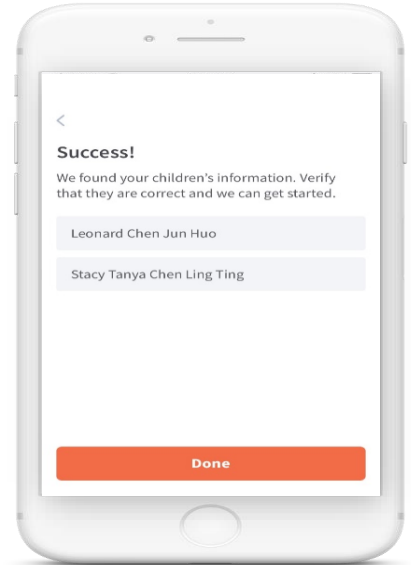 Success!
We found your children's information. Verify
that they are correct and we can get started.
Leonard Chen Jun Huo
Stacy Tanya Chen Ling Ting
Done